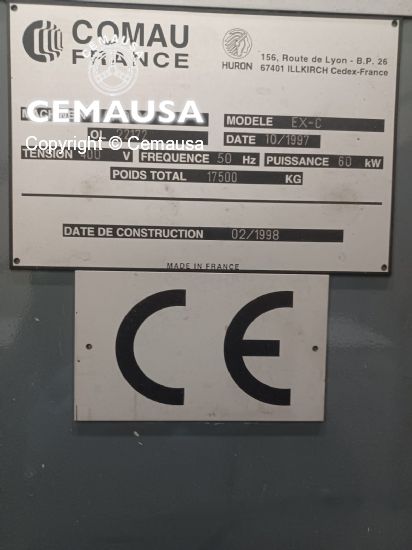 COMAU
FRANCE
HURON
156, Route de Lyon - B.P. 26
67401 ILLKIRCH Cedex-France
CEMAUSA
Copyright © Cemausa
MODELE EX-C
DATE 10/1997
TENSION 400 V FREQUENCE 50 Hz PUISSANCE 60 kW
POIDS TOTAL 17500 KG
DATE DE CONSTRUCTION 02/1998
MADE IN FRANCE
CE